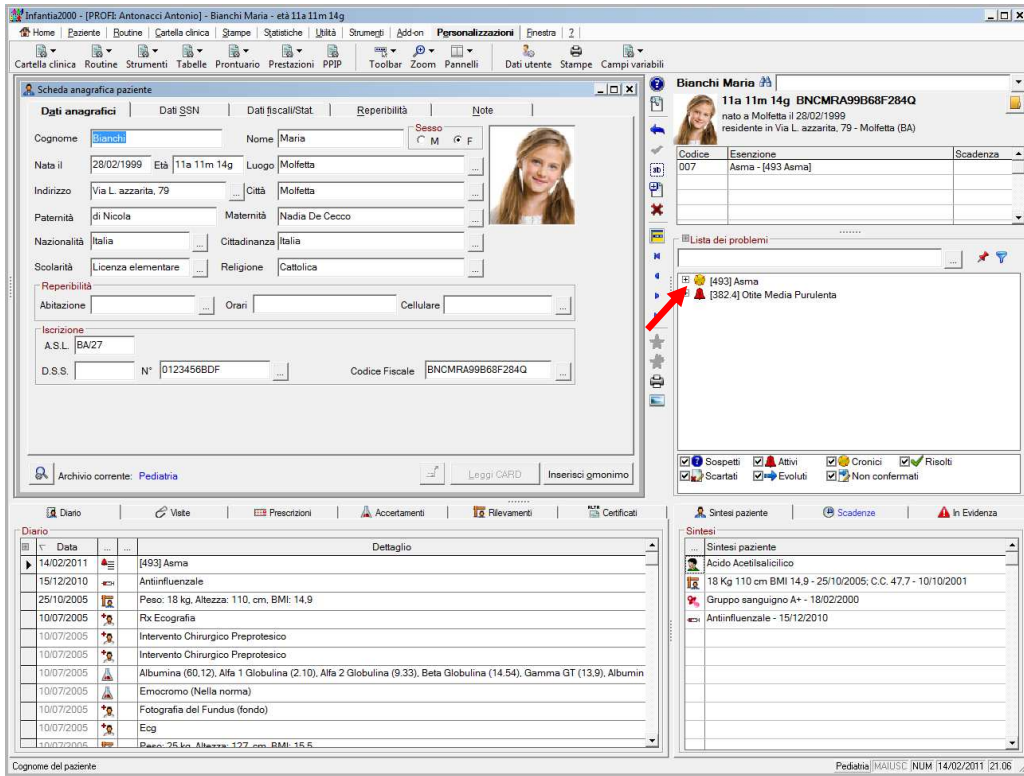 Infantia2000 - [PROFI: Antonacci Antonio] - Bianchi Maria - età 11a 11m 14g
Home Paziente Routine Cartella clinica Stampe Statistiche Utilità Strumenti Add-on Personalizzazioni Finestra ?
Cartella clinica Routine Strumenti Tabelle Prontuario Prestazioni PPIP Toolbar Zoom Pannelli Dati utente Stampe Campi variabili
Scheda anagrafica paziente
Dati anagrafici Dati SSN Dati fiscali/Stat. Reperibilità Note
Cognome Bianchi Nome Maria Sesso M F
Nata il 28/02/1999 Età 11a 11m 14g Luogo Molfetta ...
Indirizzo Via L. azzarita, 79 ... Città Molfetta ...
Paternità di Nicola Maternità Nadia De Cecco ...
Nazionalità Italia ... Cittadinanza Italia ...
Scolarità Licenza elementare ... Religione Cattolica ...
Reperibilità
Abitazione ... Orari Cellulare ...
Iscrizione
A.S.L. BA/27
D.S.S. N° 0123456BDF ... Codice Fiscale BNCMRA99B68F284Q ...
Archivio corrente: Pediatria Leggi CARD Inserisci omonimo
Bianchi Maria
11a 11m 14g BNCMRA99B68F284Q
nato a Molfetta il 28/02/1999
residente in Via L. azzarita, 79 - Molfetta (BA)
Codice Esenzione Scadenza
007 Asma - [493 Asma]
Lista dei problemi
...
[493] Asma
[382.4] Otite Media Purulenta
Sospetti Attivi Cronici Risolti
Scartati Evoluti Non confermati
Diario Visite Prescrizioni Accertamenti Rilevamenti Certificati
Diario
Data ... ... Dettaglio
14/02/2011 [493] Asma
15/12/2010 Antiinfluenzale
25/10/2005 Peso: 18 kg, Altezza: 110, cm, BMI: 14,9
10/07/2005 Rx Ecografia
10/07/2005 Intervento Chirurgico Preprotesico
10/07/2005 Intervento Chirurgico Preprotesico
10/07/2005 Albumina (60,12), Alfa 1 Globulina (2.10), Alfa 2 Globulina (9.33), Beta Globulina (14.54), Gamma GT (13,9), Albumin
10/07/2005 Emocromo (Nella norma)
10/07/2005 Fotografia del Fundus (fondo)
10/07/2005 Ecg
10/07/2005 Peso: 25 kg, Altezza: 127, cm, BMI: 15,5
Sintesi paziente Scadenze In Evidenza
Sintesi
... Sintesi paziente
Acido Acetilsalicilico
18 Kg 110 cm BMI 14,9 - 25/10/2005; C.C. 47,7 - 10/10/2001
Gruppo sanguigno A+ - 18/02/2000
Antiinfluenzale - 15/12/2010
Cognome del paziente Pediatria MAIUSC NUM 14/02/2011 21.06